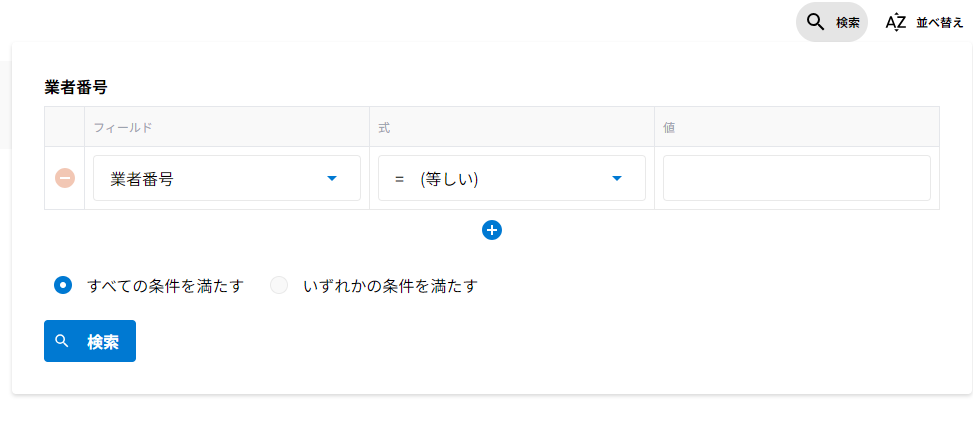 検索 AZ 並べ替え
業者番号
フィールド 式 値
業者番号 = (等しい)
すべての条件を満たす いずれかの条件を満たす
検索